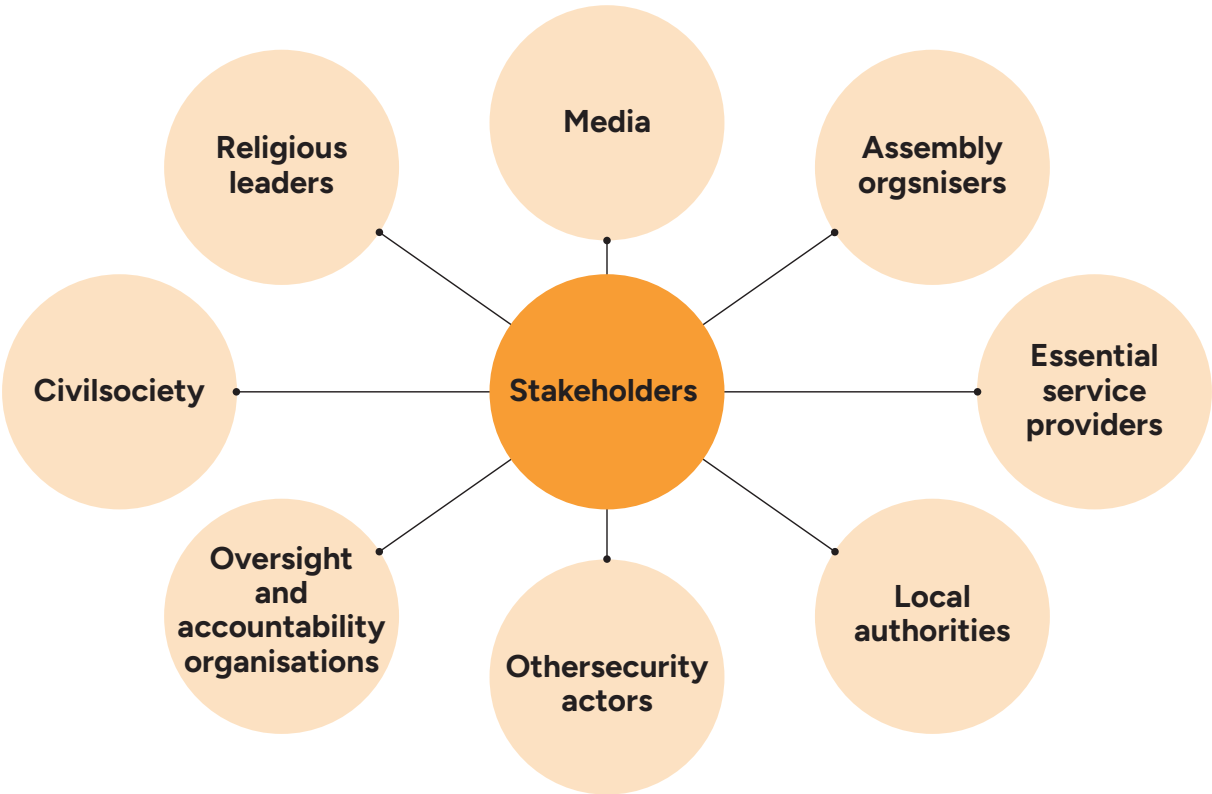 Media
Religious
leaders
Assembly
orgsnisers
Essential
service
providers
Civilsociety
Stakeholders
Oversight
and
accountability
organisations
Local
authorities
Othersecurity
actors